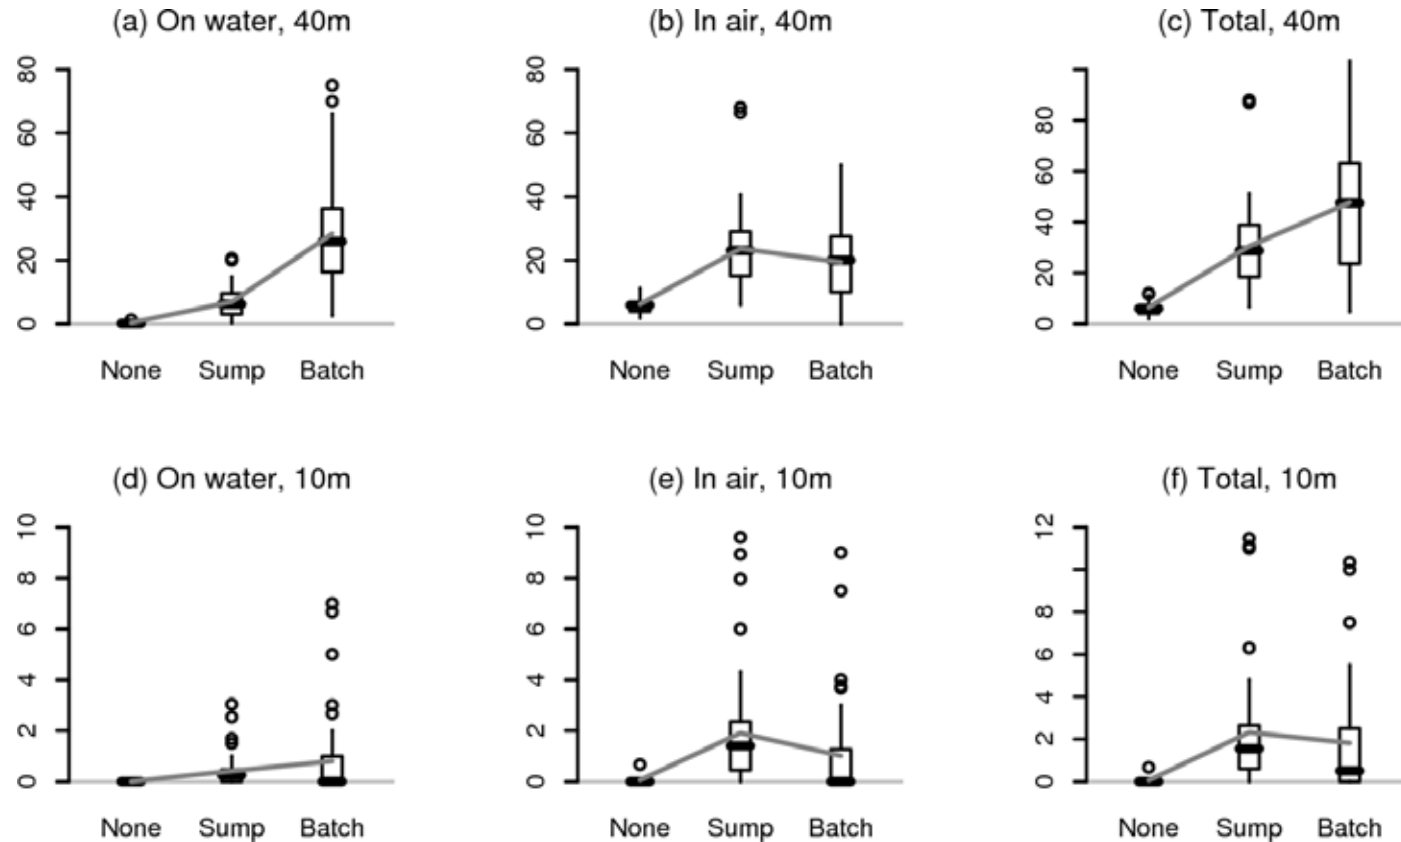 (a) On water, 40m
(b) In air, 40m
(c) Total, 40m
80
60
40
20
0
None Sump Batch
80
60
40
20
0
None Sump Batch
80
60
40
20
0
None Sump Batch
(d) On water, 10m
(e) In air, 10m
(f) Total, 10m
10
8
6
4
2
0
None Sump Batch
10
8
6
4
2
0
None Sump Batch
12
8
6
4
2
0
None Sump Batch